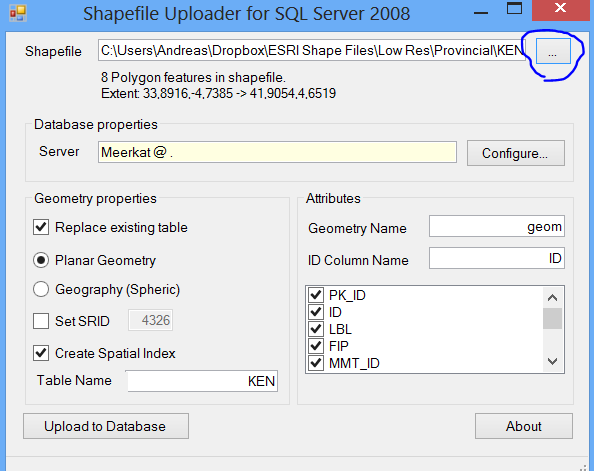 Shapefile Uploader for SQL Server 2008
Shapefile C:\Users\Andreas\Dropbox\ESRI Shape Files\Low Res\Provincial\KEN ...
8 Polygon features in shapefile.
Extent: 33,8916,-4,7385 -> 41,9054,4,6519
Database properties
Server Meerkat @ . Configure...
Geometry properties
Replace existing table
Planar Geometry
Geography (Spheric)
Set SRID 4326
Create Spatial Index
Table Name KEN
Attributes
Geometry Name geom
ID Column Name ID
PK_ID
ID
LBL
FIP
MMT_ID
Upload to Database
About